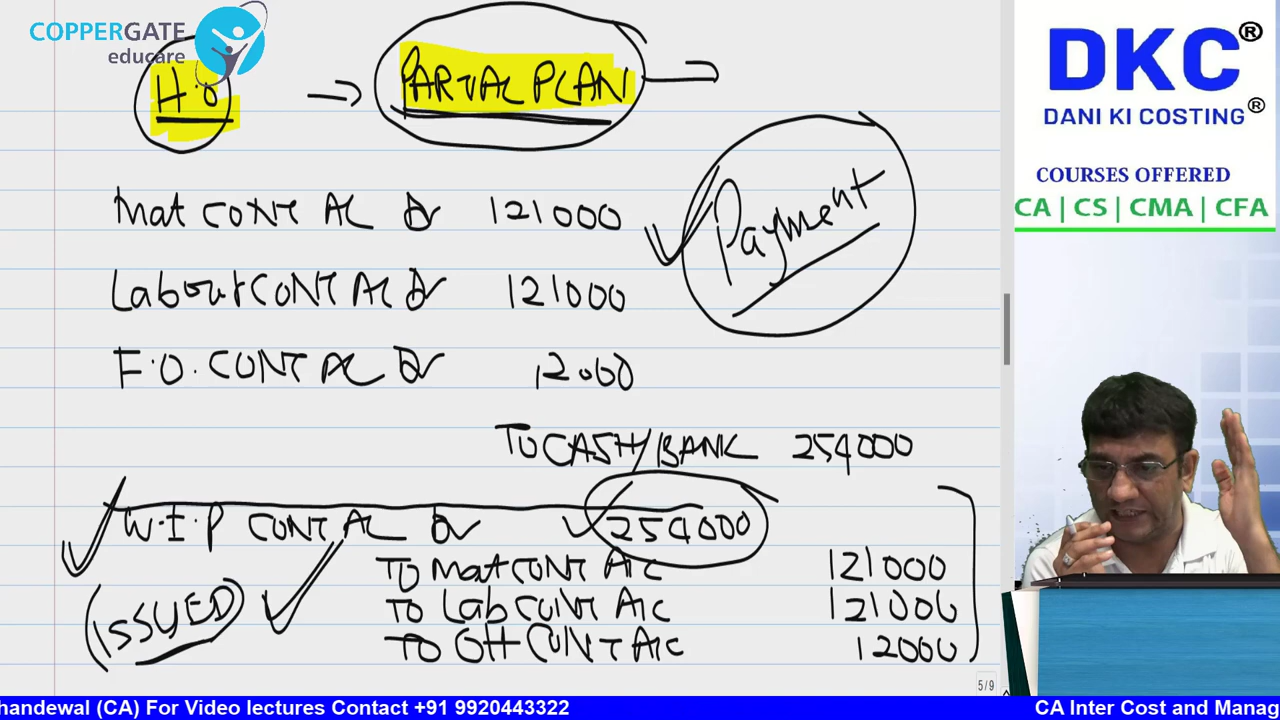 COPPERGATE
educare
H.O ⇒ PARTIAL PLAN ⇒
Mat CONT AC Dr 121000
Payment
Labour CONT AC Dr 121000
F.O. CONT AC Dr 12000
TO CASH/BANK 254000
W.I.P CONT AC Dr 254000
To Mat CONT A/C 121000
(ISSUED) To Lab CONT A/C 121000
To OH CONT A/C 12000
5/9
DKC®
DANI KI COSTING®
COURSES OFFERED
CA | CS | CMA | CFA
handewal (CA) For Video lectures Contact +91 9920443322
CA Inter Cost and Manag